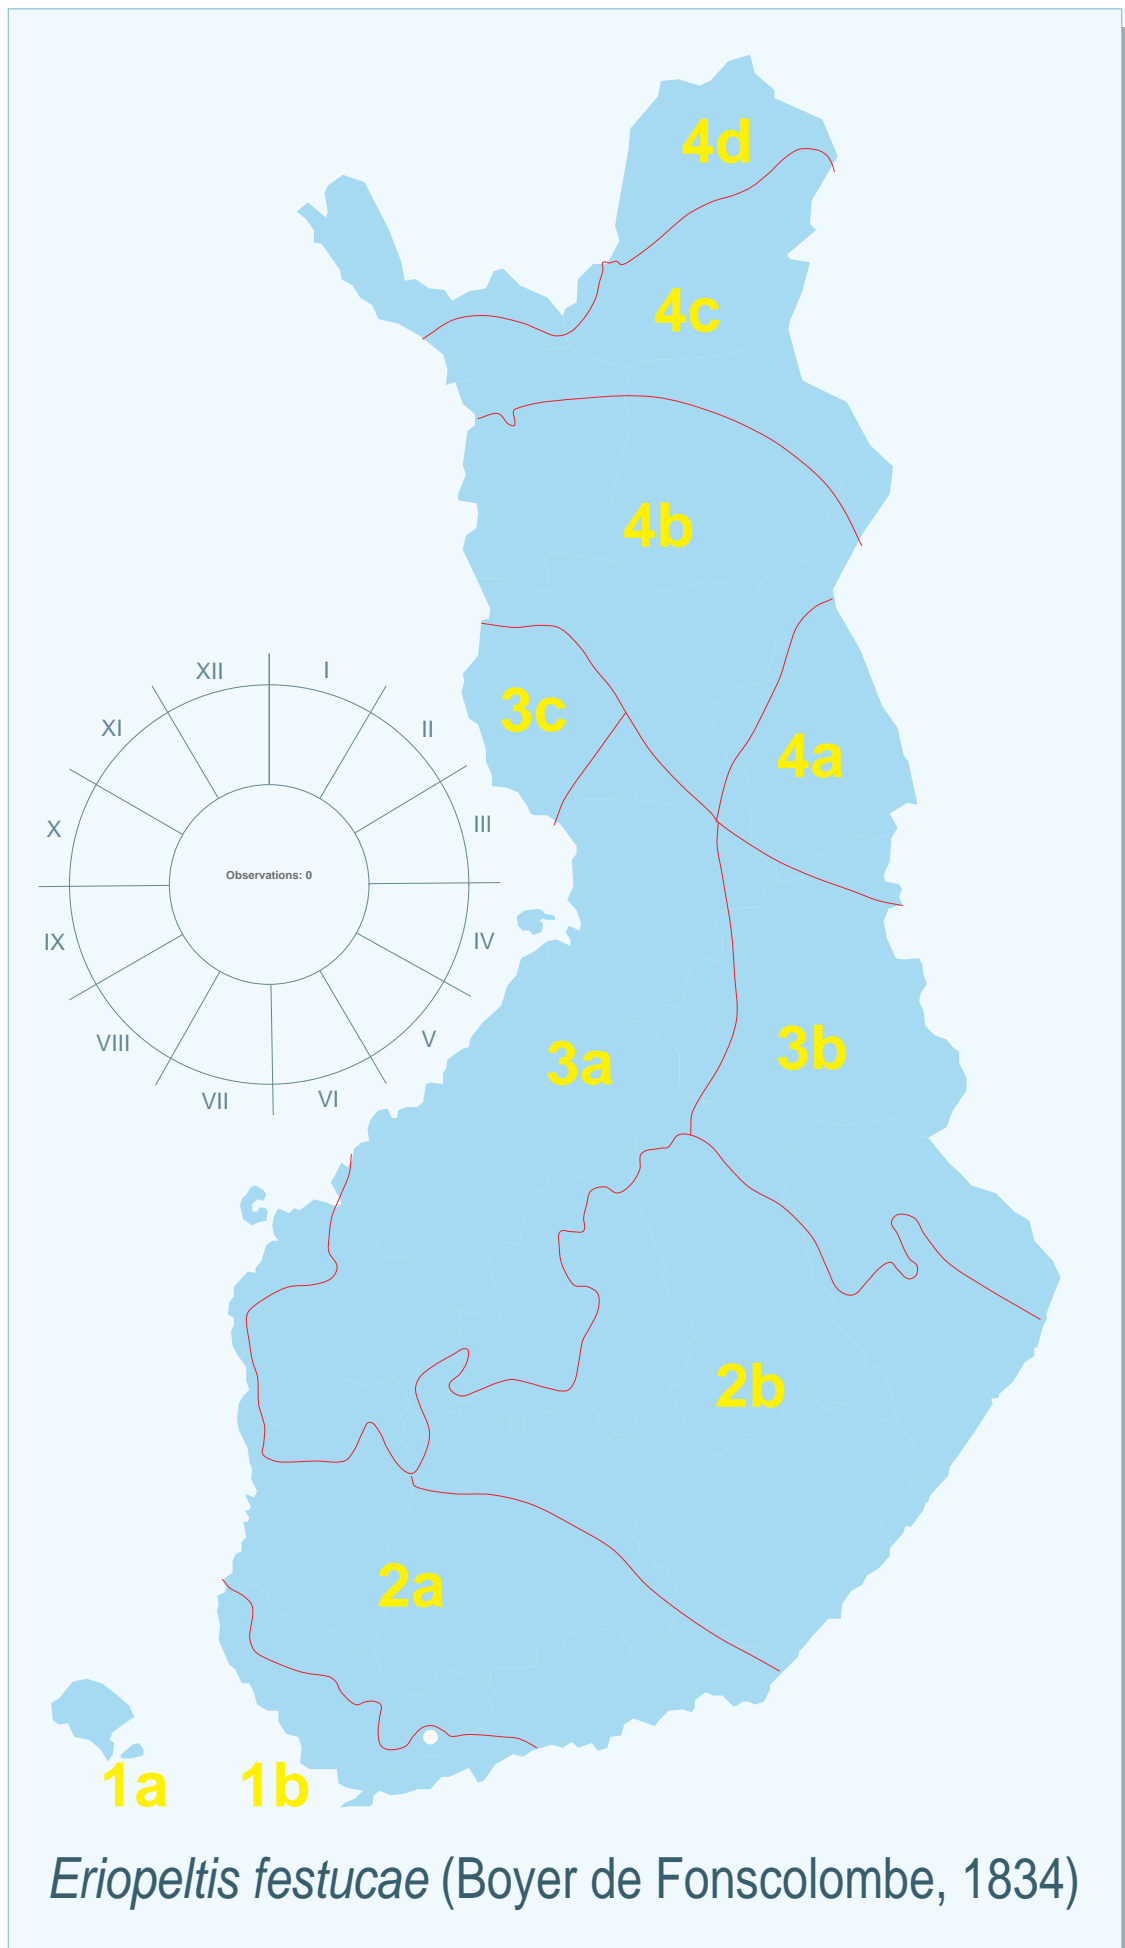 4d
4c
4b
3c
4a
XII
I
XI
II
X
III
Observations: 0
IX
IV
VIII
V
VII
VI
3a
3b
2b
2a
1a
1b
Eriopeltis festucae (Boyer de Fonscolombe, 1834)